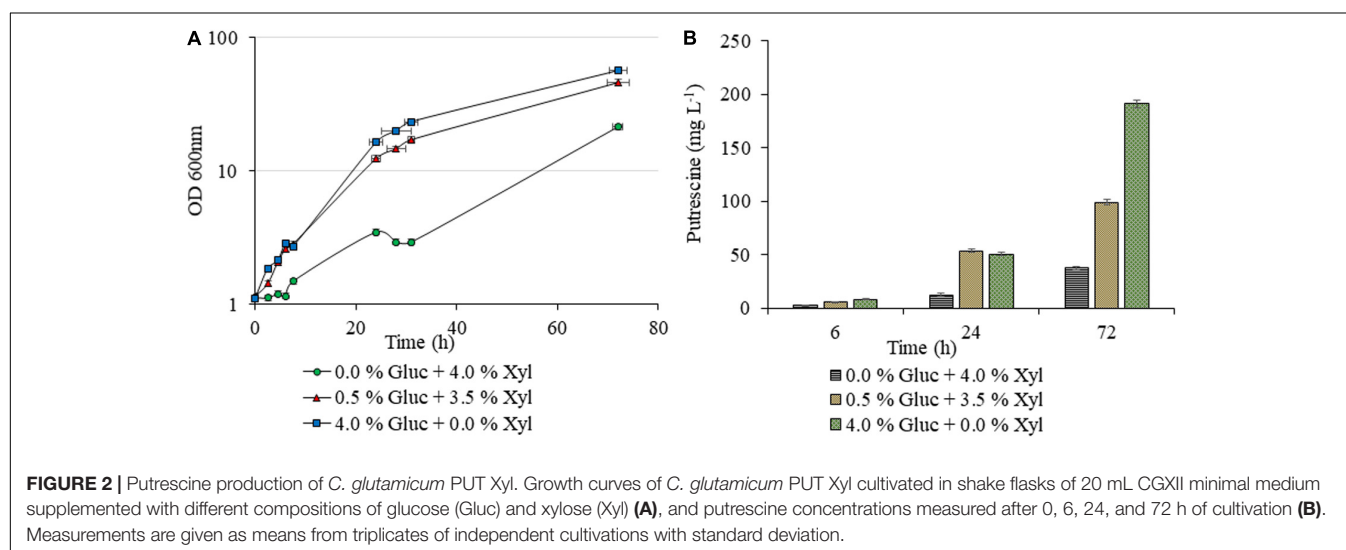 A
100
10
1
OD 600nm
0
20
40
60
80
Time (h)
0.0 % Gluc + 4.0 % Xyl
0.5 % Gluc + 3.5 % Xyl
4.0 % Gluc + 0.0 % Xyl
B
250
200
150
100
50
0
Putrescine (mg L-1)
6
24
72
Time (h)
0.0 % Gluc + 4.0 % Xyl
0.5 % Gluc + 3.5 % Xyl
4.0 % Gluc + 0.0 % Xyl
FIGURE 2 | Putrescine production of C. glutamicum PUT Xyl. Growth curves of C. glutamicum PUT Xyl cultivated in shake flasks of 20 mL CGXII minimal medium
supplemented with different compositions of glucose (Gluc) and xylose (Xyl) (A), and putrescine concentrations measured after 0, 6, 24, and 72 h of cultivation (B).
Measurements are given as means from triplicates of independent cultivations with standard deviation.